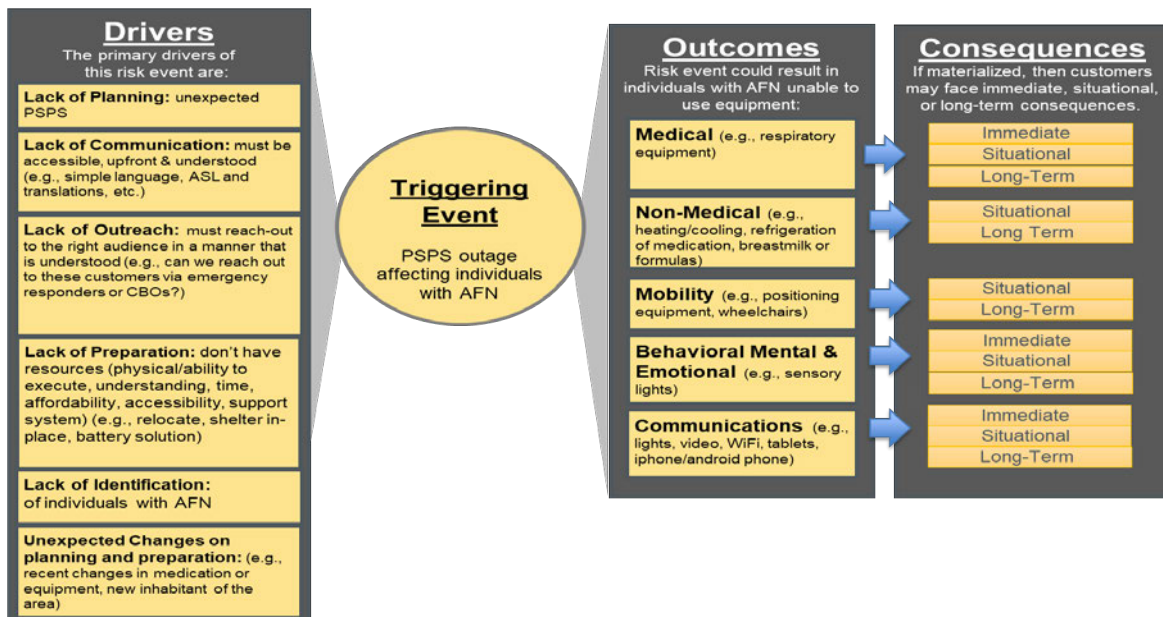 Drivers
The primary drivers of
this risk event are:
Lack of Planning: unexpected
PSPS
Lack of Communication: must be
accessible, upfront & understood
(e.g., simple language, ASL and
translations, etc.)
Lack of Outreach: must reach-out
to the right audience in a manner that
is understood (e.g., can we reach out
to these customers via emergency
responders or CBOs?)
Lack of Preparation: don't have
resources (physical/ability to
execute, understanding, time,
affordability, accessibility, support
system) (e.g., relocate, shelter in-
place, battery solution)
Lack of Identification:
of individuals with AFN
Unexpected Changes on
planning and preparation: (e.g.,
recent changes in medication or
equipment, new inhabitant of the
area)
Triggering
Event
PSPS outage
affecting individuals
with AFN
Outcomes
Risk event could result in
individuals with AFN unable to
use equipment:
Medical (e.g., respiratory
equipment)
Non-Medical (e.g.,
heating/cooling, refrigeration
of medication, breastmilk or
formulas)
Mobility (e.g., positioning
equipment, wheelchairs)
Behavioral Mental &
Emotional (e.g., sensory
lights)
Communications (e.g.,
lights, video, WiFi, tablets,
iphone/android phone)
Consequences
If materialized, then customers
may face immediate, situational,
or long-term consequences.
Immediate
Situational
Long-Term
Situational
Long Term
Situational
Long-Term
Immediate
Situational
Long-Term
Immediate
Situational
Long-Term